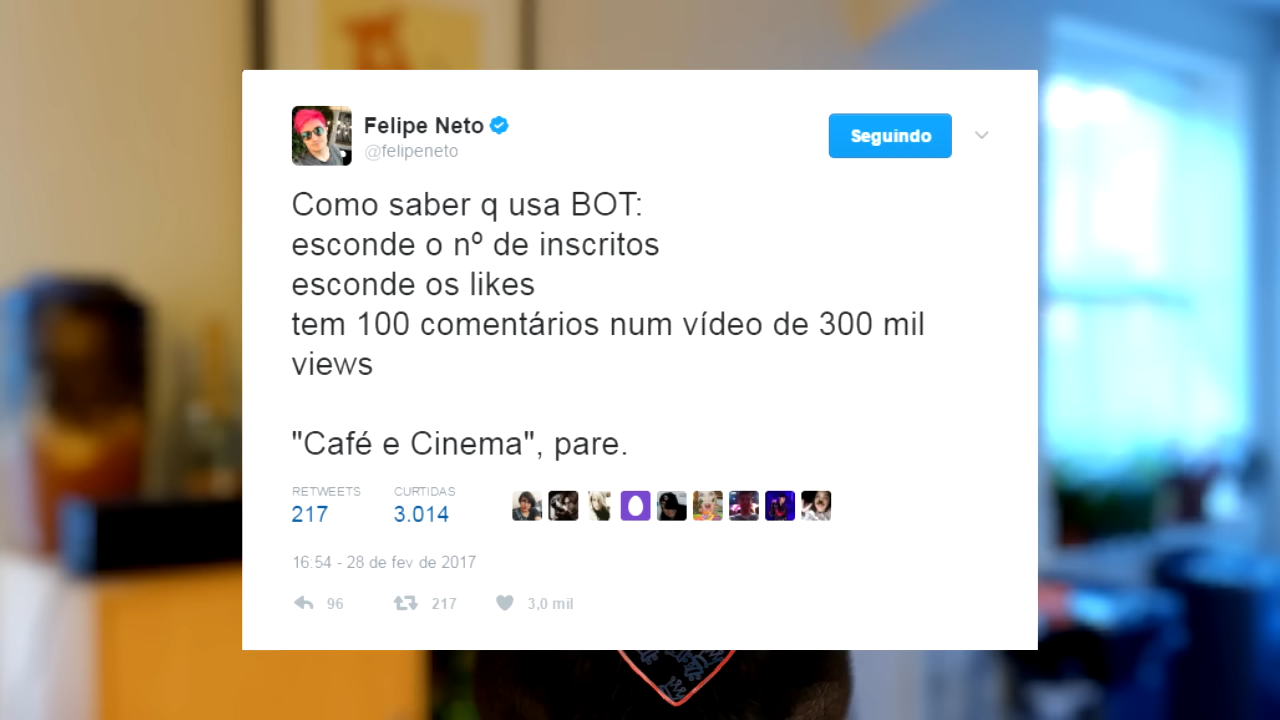 Felipe Neto
@felipeneto
Seguindo
Como saber q usa BOT:
esconde o nº de inscritos
esconde os likes
tem 100 comentários num vídeo de 300 mil
views
"Café e Cinema", pare.
RETWEETS CURTIDAS
217 3.014
16:54 - 28 de fev de 2017
96 217 3,0 mil